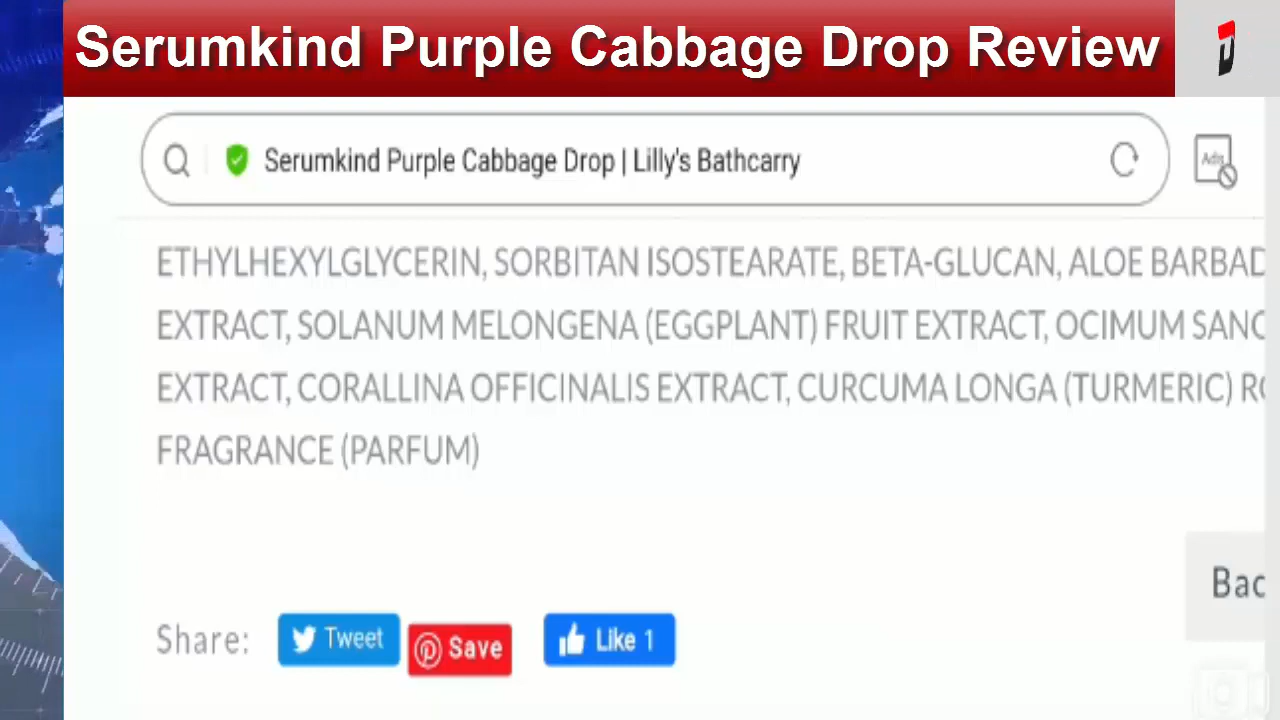 Serumkind Purple Cabbage Drop Review
Serumkind Purple Cabbage Drop | Lilly's Bathcarry
Ads
ETHYLHEXYLGLYCERIN, SORBITAN ISOSTEARATE, BETA-GLUCAN, ALOE BARBAD
EXTRACT, SOLANUM MELONGENA (EGGPLANT) FRUIT EXTRACT, OCIMUM SANC
EXTRACT, CORALLINA OFFICINALIS EXTRACT, CURCUMA LONGA (TURMERIC) RO
FRAGRANCE (PARFUM)
Bac
Share: Tweet Save Like 1